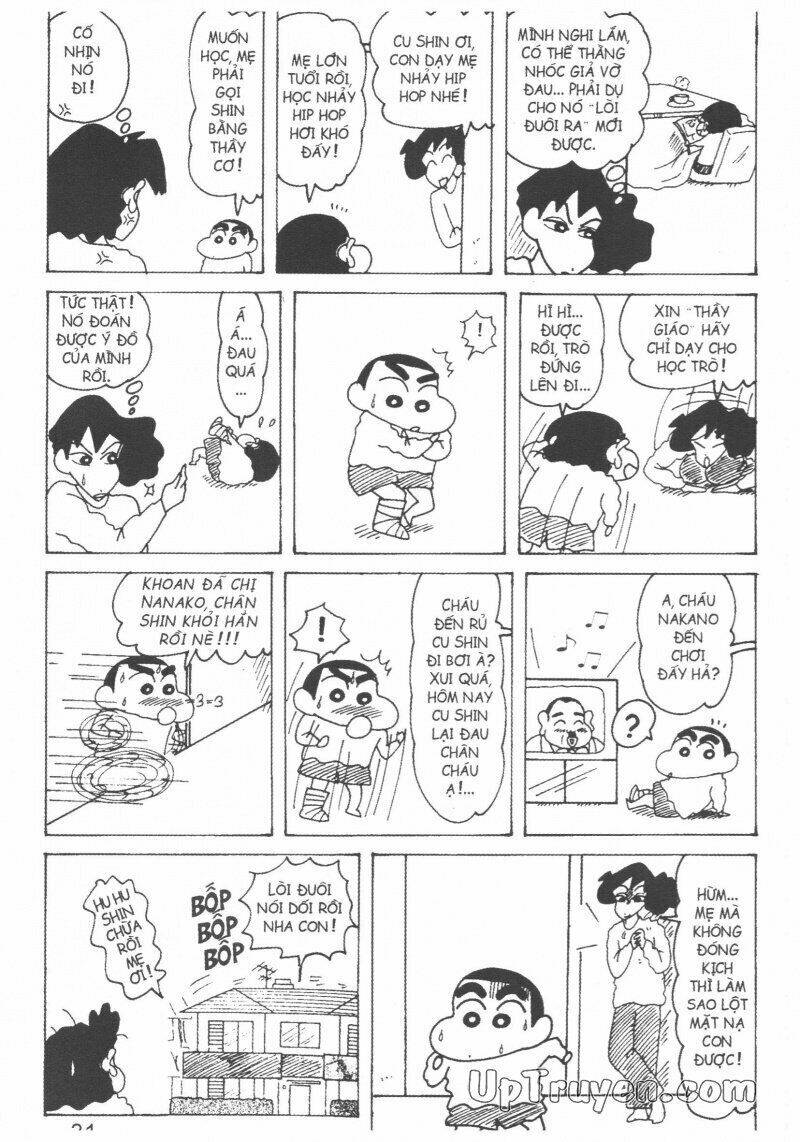 MÌNH NGHI LẮM,
CÓ THỂ THẰNG
NHÓC GIẢ VỜ
ĐAU... PHẢI DỤ
CHO NÓ "LÒI
ĐUÔI RA" MỚI
ĐƯỢC.
CU SHIN ƠI,
CON DẠY MẸ
NHẢY HIP
HOP NHÉ!
MẸ LỚN
TUỔI RỒI,
HỌC NHẢY
HIP HOP
HƠI KHÓ
ĐẤY!
MUỐN
HỌC, MẸ
PHẢI
GỌI
SHIN
BẰNG
THẦY
CƠ!
CỐ
NHỊN
NÓ
ĐI!
XIN "THẦY
GIÁO" HÃY
CHỈ DẠY CHO
HỌC TRÒ!
HÌ HÌ...
ĐƯỢC
RỒI, TRÒ
ĐỨNG
LÊN ĐI...
!
Á
Á...
ĐAU
QUÁ
...
TỨC THẬT!
NÓ ĐOÁN
ĐƯỢC Ý ĐỒ
CỦA MÌNH
RỒI.
A, CHÁU
NAKANO
ĐẾN
CHƠI
ĐẤY HẢ?
?
CHÁU
ĐẾN RỦ
CU SHIN
ĐI BƠI À?
XUI QUÁ,
HÔM NAY
CU SHIN
LẠI ĐAU
CHÂN
CHÁU
Ạ!...
!
KHOAN ĐÃ CHỊ
NANAKO, CHÂN
SHIN KHỎI HẲN
RỒI NÈ!!!
=3=3
HỪM...
MẸ MÀ
KHÔNG
ĐÓNG
KỊCH
THÌ LÀM
SAO LỘT
MẶT NẠ
CON
ĐƯỢC!
LÒI ĐUÔI
NÓI DỐI RỒI
NHA CON!
BỐP
BỐP
BỐP
HU HU
SHIN
CHỪA
RỒI
MẸ
ƠI!
UpTruyen.com